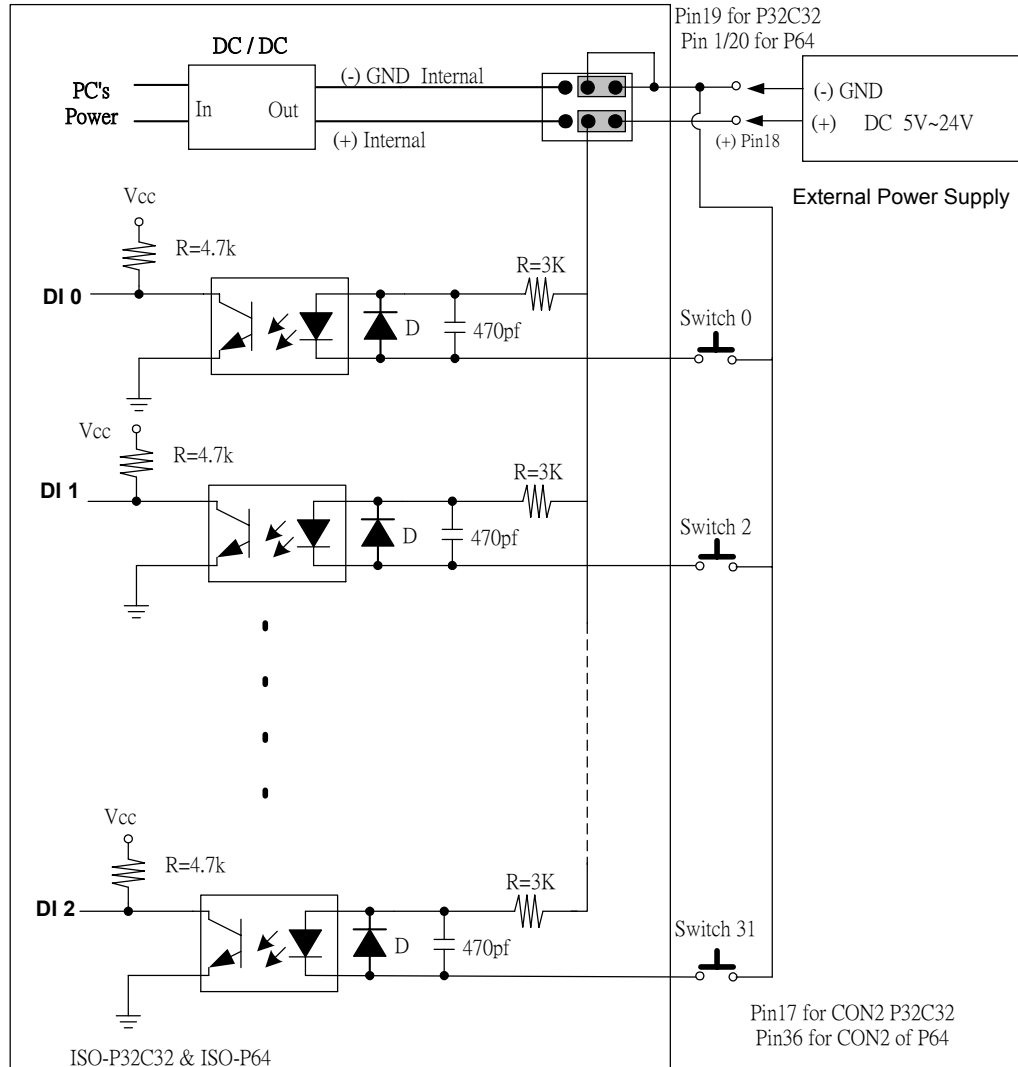 Pin19 for P32C32
Pin 1/20 for P64
DC / DC
(-) GND Internal
PC's
Power
In
Out
(+) Internal
(-) GND
(+) DC 5V~24V
(+) Pin18
External Power Supply
Vcc
R=4.7k
R=3K
DI 0
D
470pf
Switch 0
Vcc
R=4.7k
R=3K
DI 1
D
470pf
Switch 2
Vcc
R=4.7k
R=3K
DI 2
D
470pf
Switch 31
Pin17 for CON2 P32C32
Pin36 for CON2 of P64
ISO-P32C32 & ISO-P64